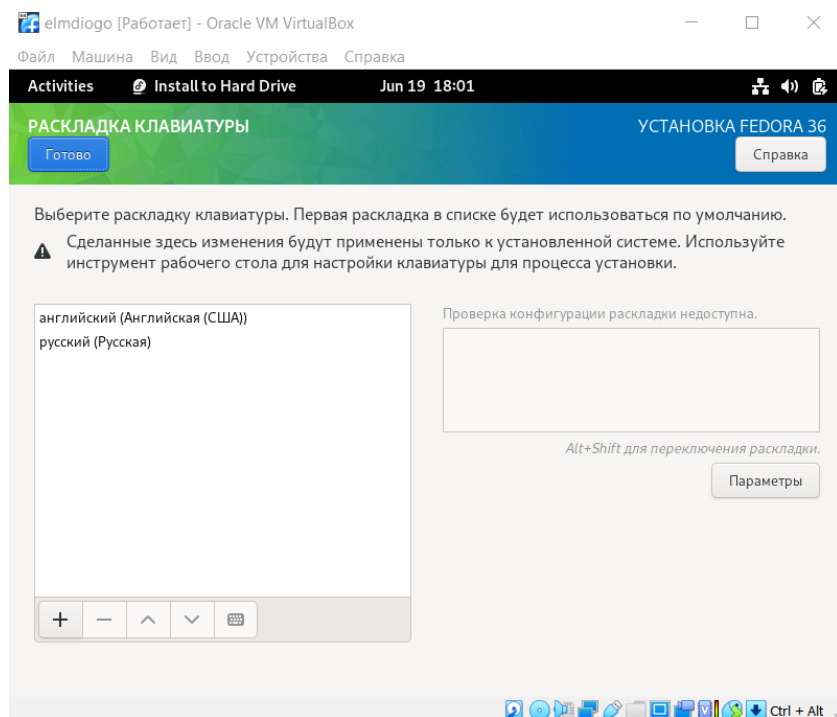 elmdiogo [Работает] - Oracle VM VirtualBox
Файл Машина Вид Ввод Устройства Справка
Activities Install to Hard Drive Jun 19 18:01
РАСКЛАДКА КЛАВИАТУРЫ
УСТАНОВКА FEDORA 36
Готово
Справка
Выберите раскладку клавиатуры. Первая раскладка в списке будет использоваться по умолчанию.
Сделанные здесь изменения будут применены только к установленной системе. Используйте
инструмент рабочего стола для настройки клавиатуры для процесса установки.
английский (Английская (США))
русский (Русская)
Проверка конфигурации раскладки недоступна.
Alt+Shift для переключения раскладки.
Параметры
Ctrl + Alt